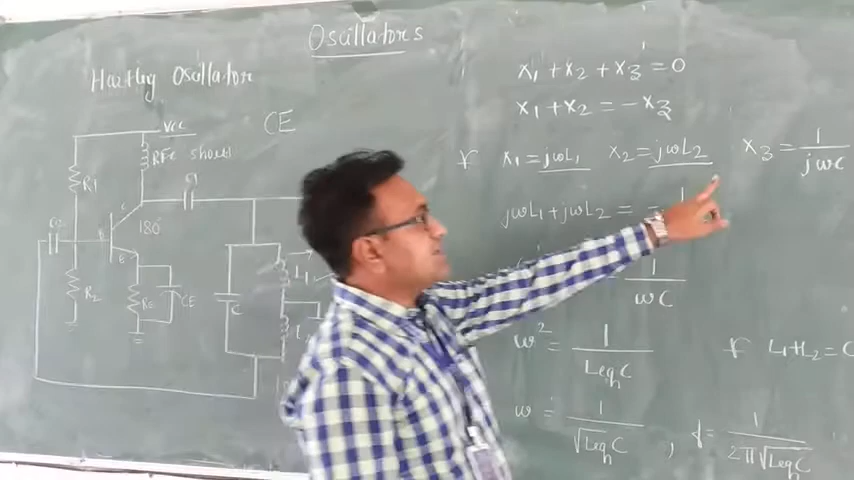 Oscillators
Hartley Oscillator
CE
Vcc
RFC
R1
C1
C2
C
180°
B
E
R2
RE
CE
C
L1
x1 + x2 + x3 = 0
x1 + x2 = -x3
x1 = jωL1 x2 = jωL2 x3 = 1/jωC
jωL1 + jωL2 = -1
1/ωC
ω² = 1/LeqC
L1+L2=
ω = 1/√LeqC , f = 1/2π√LeqC